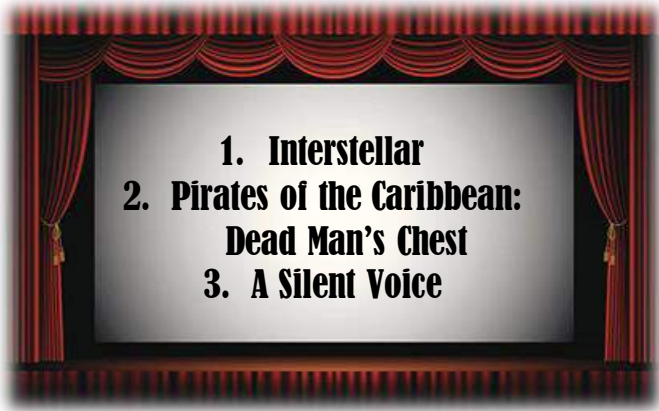 1. Interstellar
2. Pirates of the Caribbean:
Dead Man's Chest
3. A Silent Voice